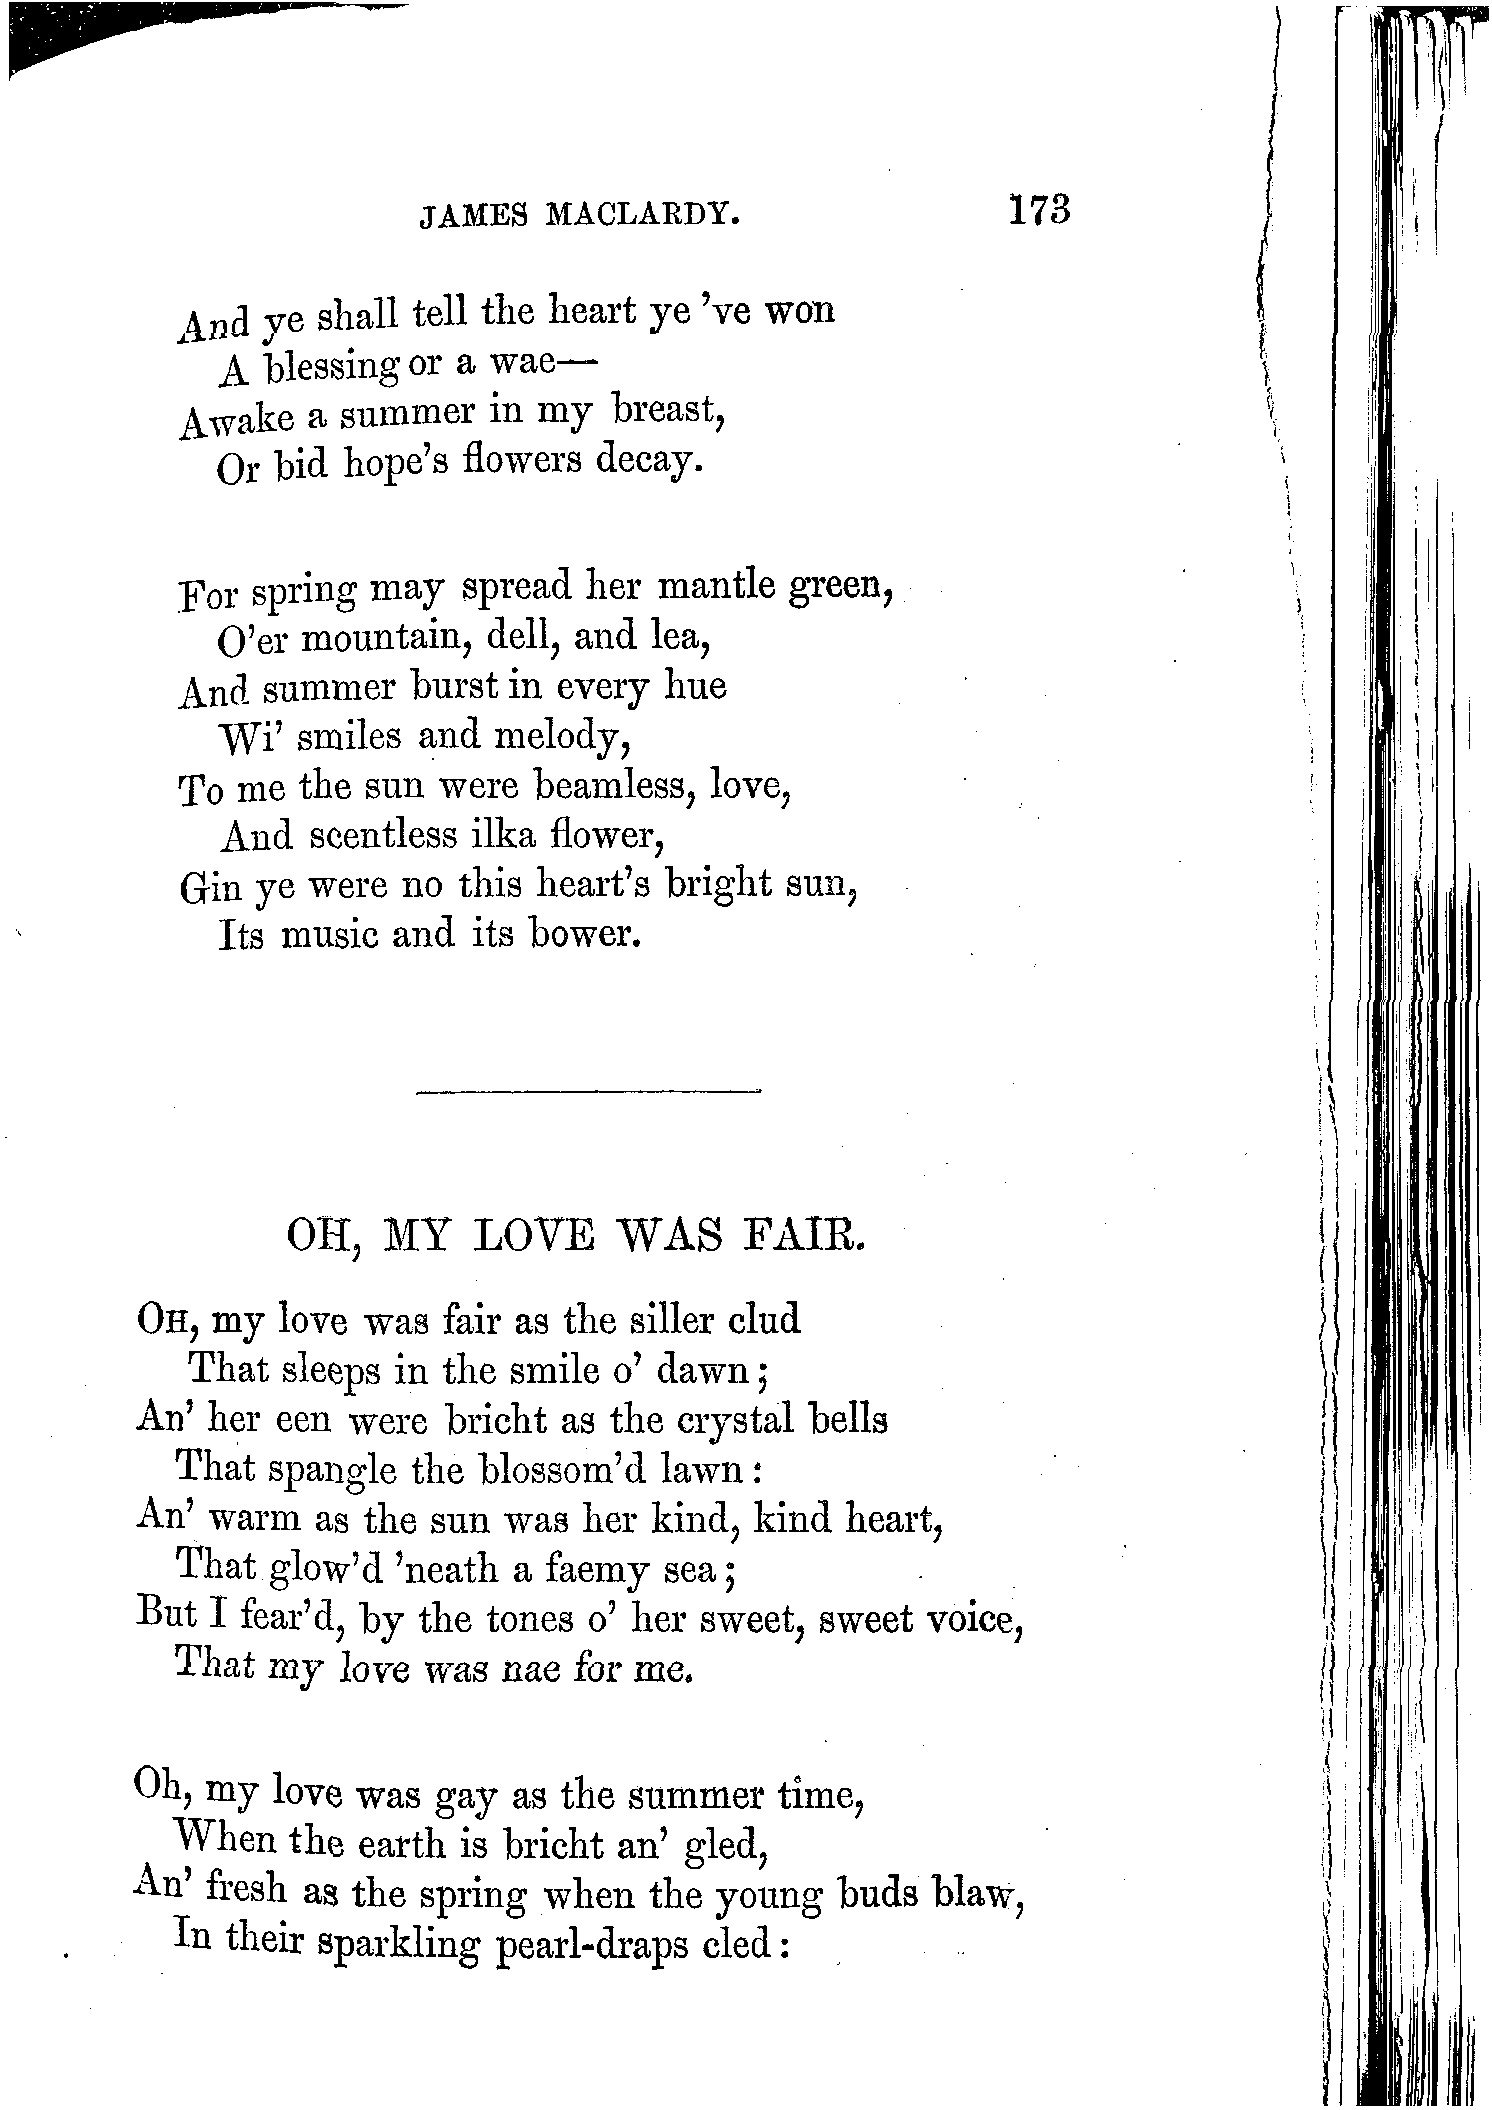 JAMES MACLARDY. 173
And ye shall tell the heart ye 've won
A blessing or a wae—
Awake a summer in my breast,
Or bid hope's flowers decay.
For spring may spread her mantle green,
O'er mountain, dell, and lea,
And summer burst in every hue
Wi' smiles and melody,
To me the sun were beamless, love,
And scentless ilka flower,
Gin ye were no this heart's bright sun,
Its music and its bower.
OH, MY LOVE WAS FAIR.
OH, my love was fair as the siller clud
That sleeps in the smile o' dawn;
An' her een were bricht as the crystal bells
That spangle the blossom'd lawn:
An' warm as the sun was her kind, kind heart,
That glow'd 'neath a faemy sea;
But I fear'd, by the tones o' her sweet, sweet voice,
That my love was nae for me.
Oh, my love was gay as the summer time,
When the earth is bricht an' gled,
An' fresh as the spring when the young buds blaw,
In their sparkling pearl-draps cled: